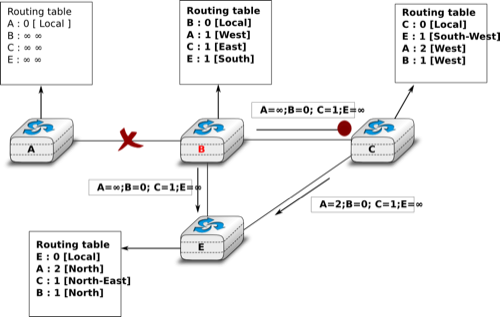 Routing table
A : 0 [ Local ]
B : ∞ ∞
C : ∞ ∞
E : ∞ ∞
Routing table
B : 0 [Local]
A : 1 [West]
C : 1 [East]
E : 1 [South]
Routing table
C : 0 [Local]
E : 1 [South-West]
A : 2 [West]
B : 1 [West]
A=∞;B=0; C=1;E=∞
A
B
C
A=∞;B=0; C=1;E=∞
A=2;B=0; C=1;E=∞
E
Routing table
E : 0 [Local]
A : 2 [North]
C : 1 [North-East]
B : 1 [North]